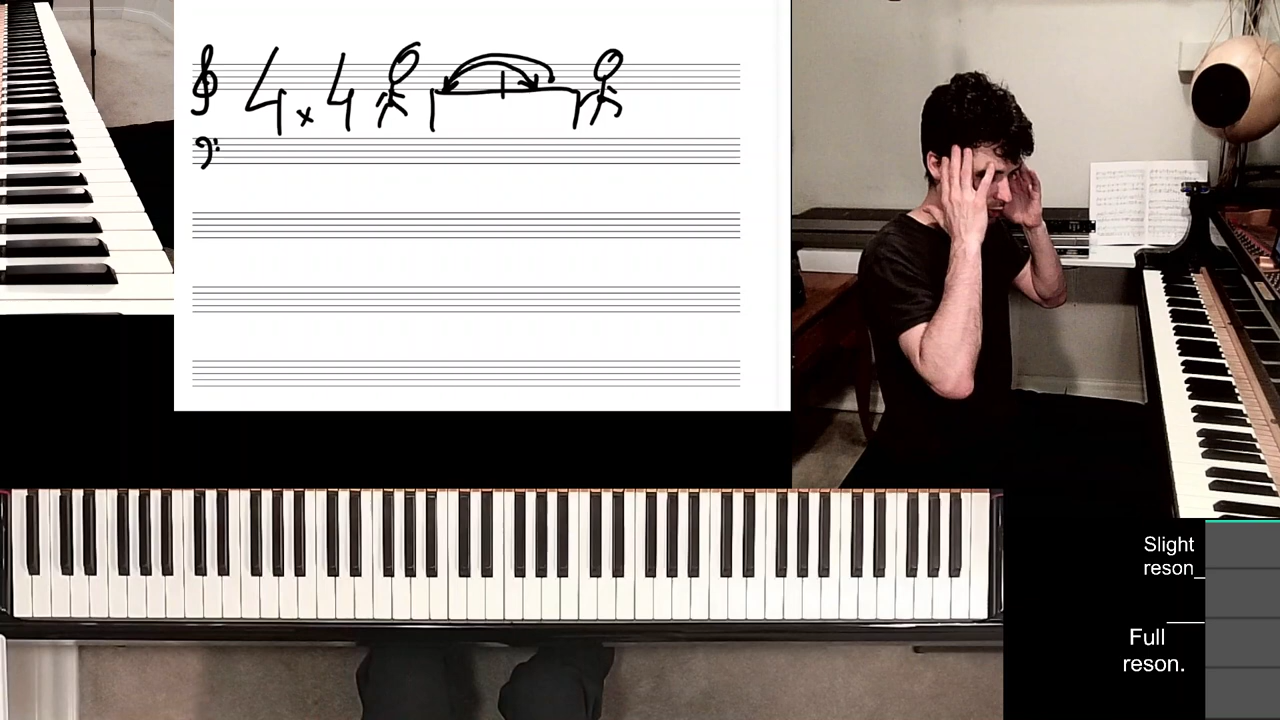 4 x 4
Slight
reson_
Full
reson.